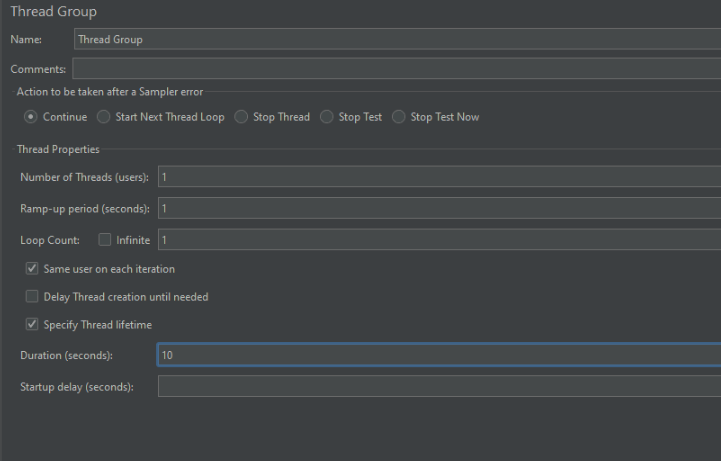 Thread Group
Name: Thread Group
Comments:
Action to be taken after a Sampler error
Continue Start Next Thread Loop Stop Thread Stop Test Stop Test Now
Thread Properties
Number of Threads (users): 1
Ramp-up period (seconds): 1
Loop Count: Infinite 1
Same user on each iteration
Delay Thread creation until needed
Specify Thread lifetime
Duration (seconds): 10
Startup delay (seconds):